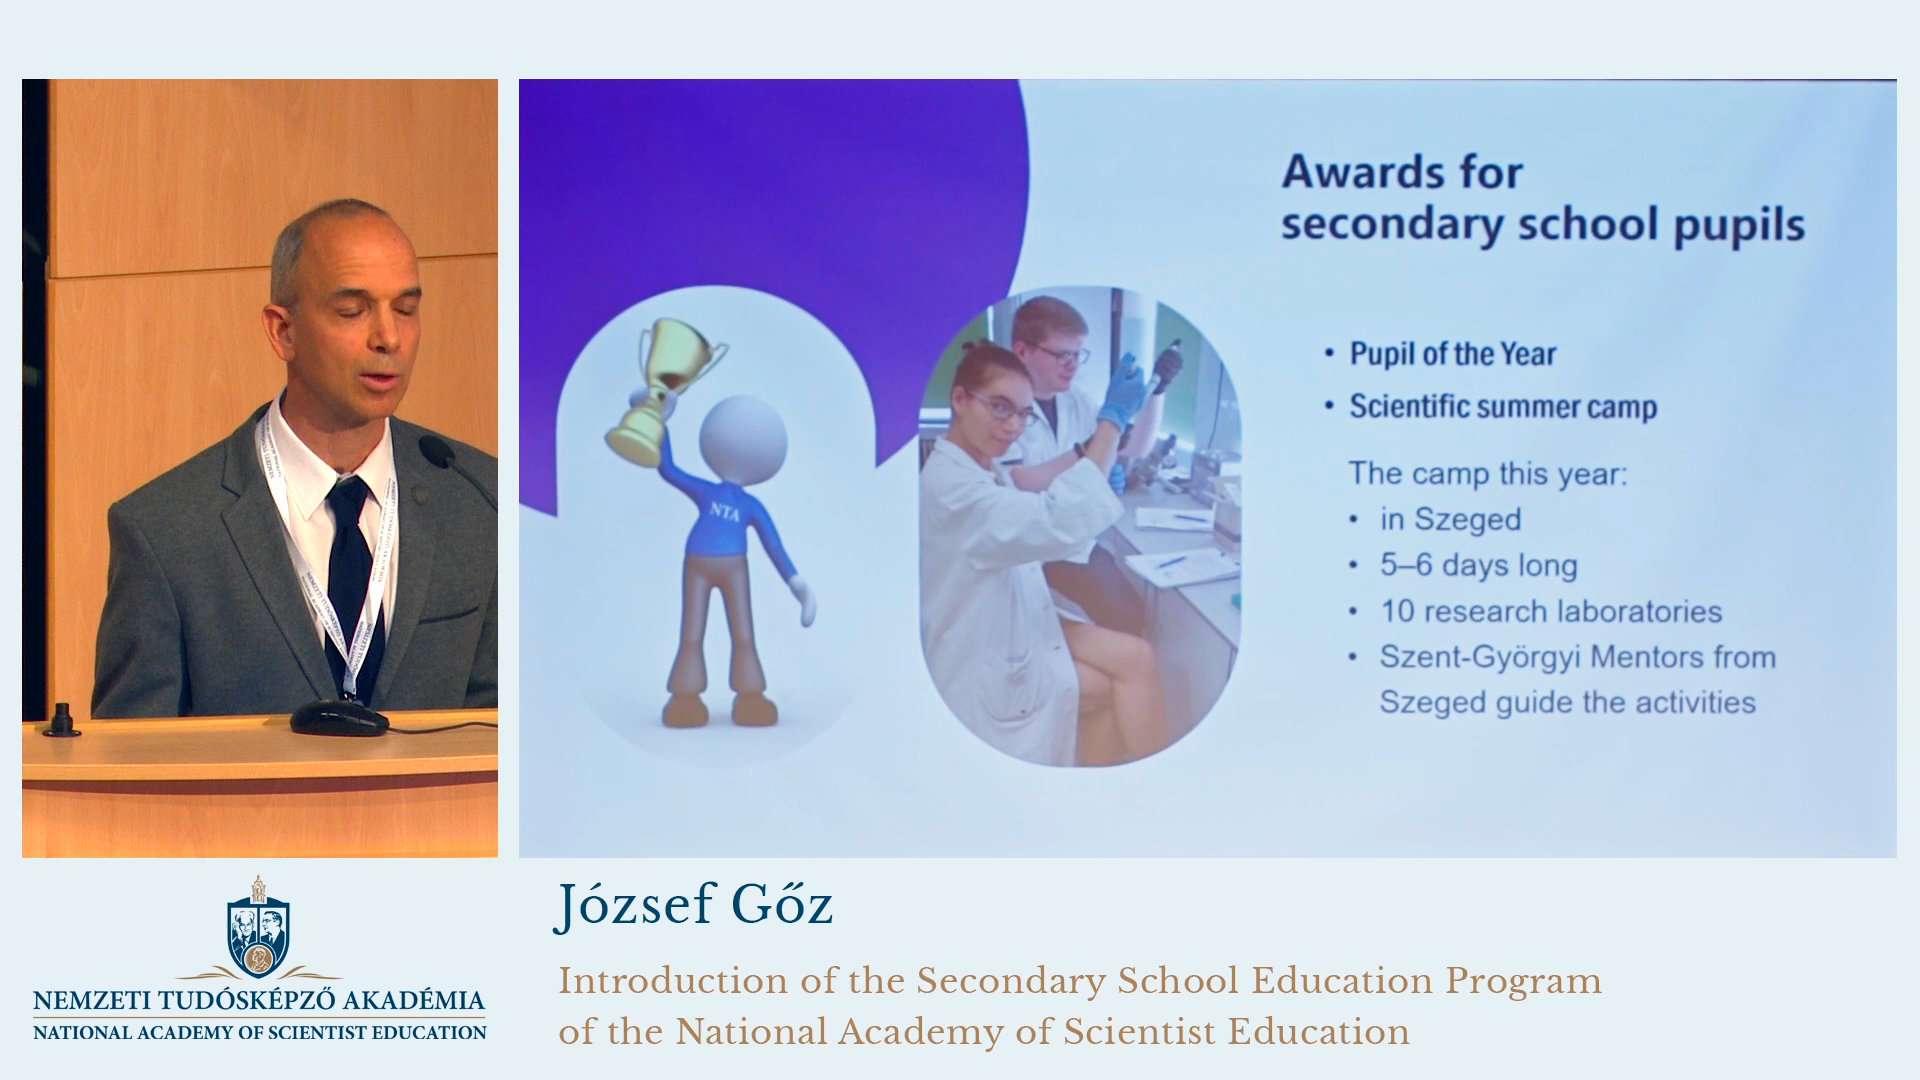 Awards for
secondary school pupils
• Pupil of the Year
• Scientific summer camp
The camp this year:
• in Szeged
• 5–6 days long
• 10 research laboratories
• Szent-Györgyi Mentors from
Szeged guide the activities
NTA
József Gőz
Introduction of the Secondary School Education Program
of the National Academy of Scientist Education
NEMZETI TUDÓSKÉPZŐ AKADÉMIA
NATIONAL ACADEMY OF SCIENTIST EDUCATION